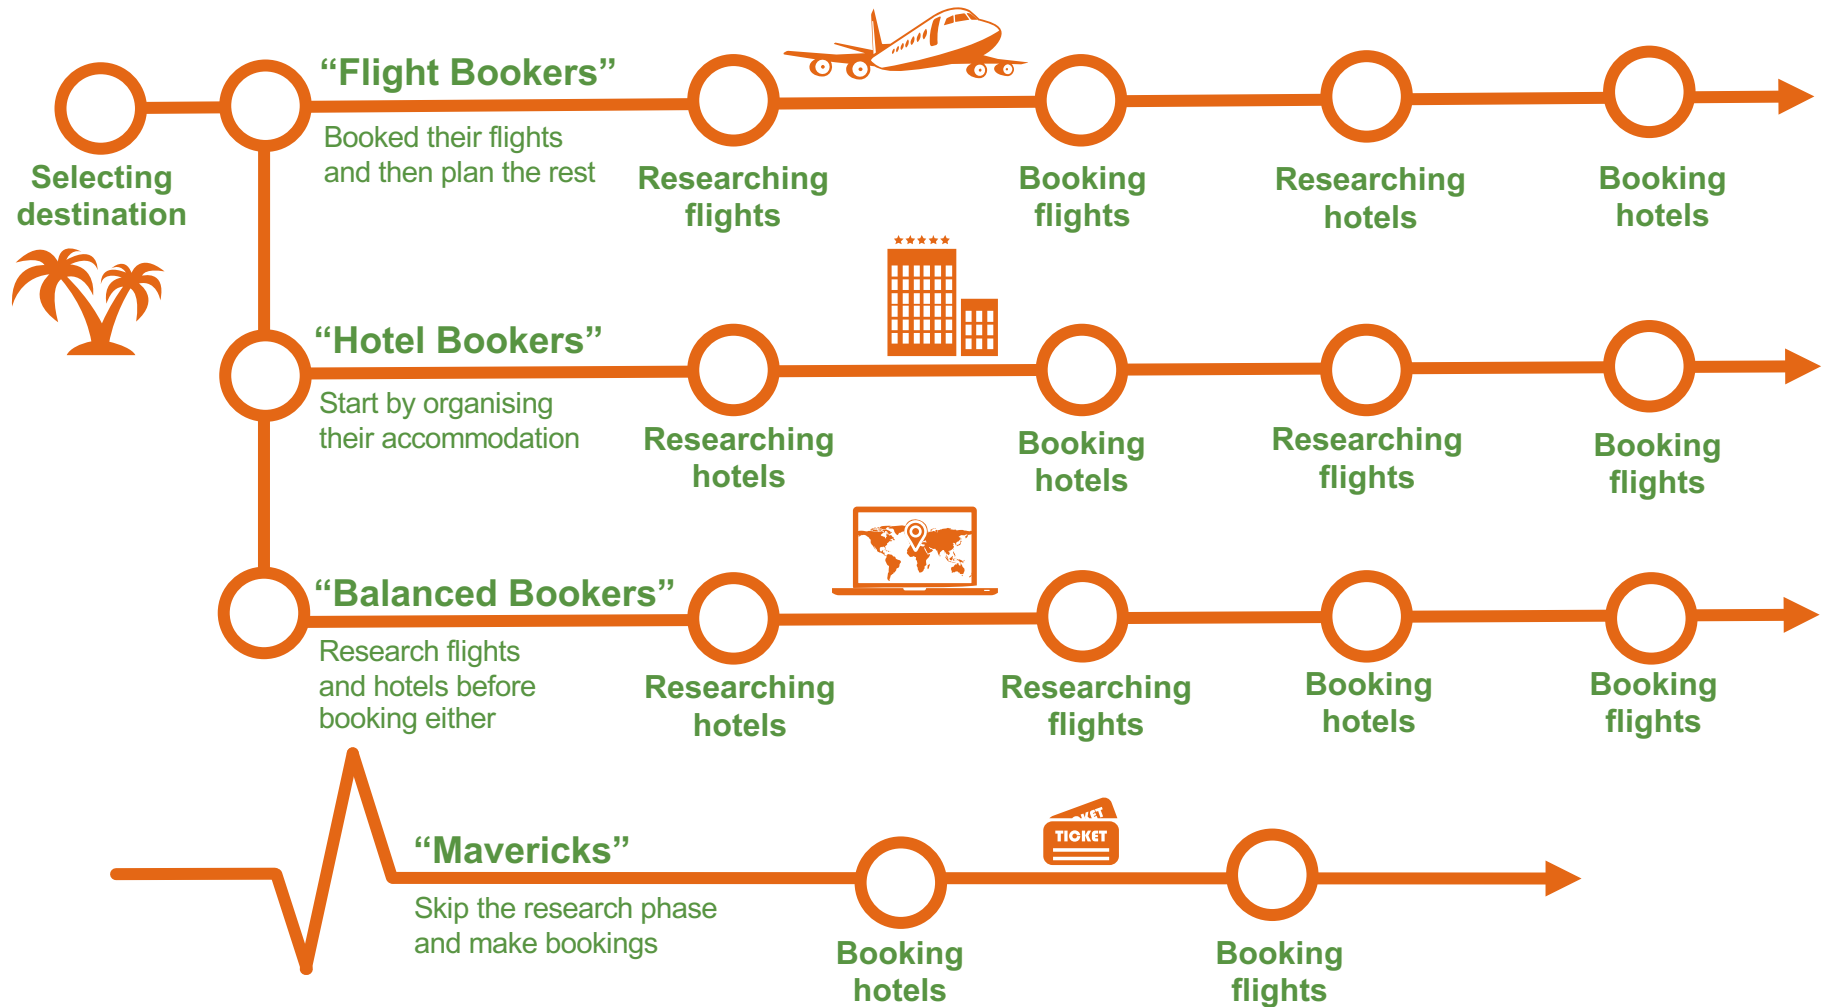 “Flight Bookers”
Booked their flights
and then plan the rest
Selecting
destination
Researching
flights
Booking
flights
Researching
hotels
Booking
hotels
“Hotel Bookers”
Start by organising
their accommodation
Researching
hotels
Booking
hotels
Researching
flights
Booking
flights
“Balanced Bookers”
Research flights
and hotels before
booking either
Researching
hotels
Researching
flights
Booking
hotels
Booking
flights
“Mavericks”
Skip the research phase
and make bookings
CKET
TICKET
Booking
hotels
Booking
flights